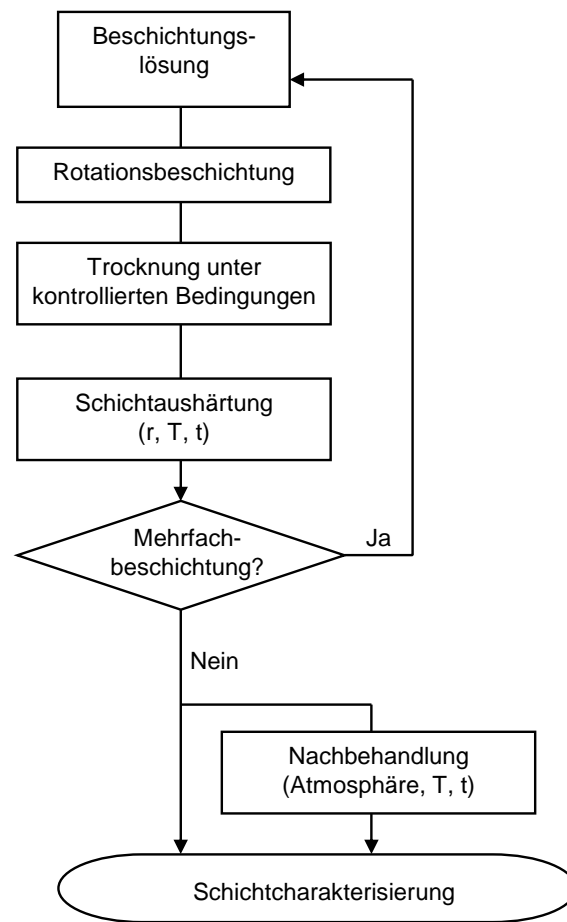 Beschichtungs-
lösung
Rotationsbeschichtung
Trocknung unter
kontrollierten Bedingungen
Schichtaushärtung
(r, T, t)
Mehrfach-
beschichtung?
Ja
Nein
Nachbehandlung
(Atmosphäre, T, t)
Schichtcharakterisierung